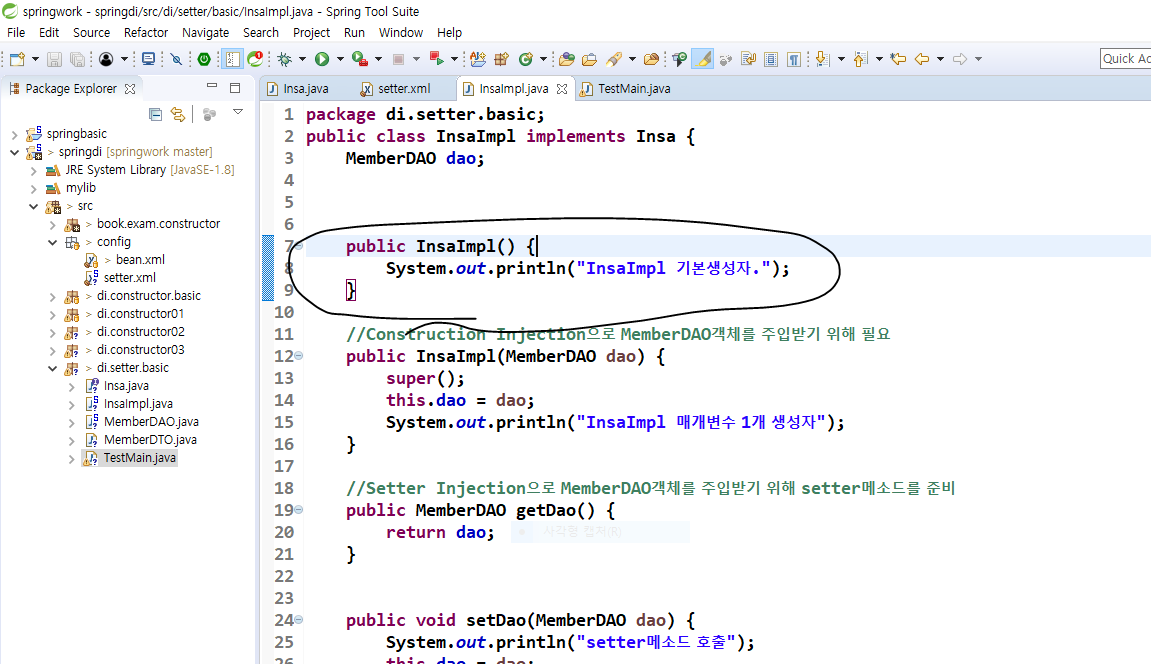 springwork - springdi/src/di/setter/basic/InsaImpl.java - Spring Tool Suite
File Edit Source Refactor Navigate Search Project Run Window Help
Quick Ac
Package Explorer
Insa.java setter.xml InsaImpl.java TestMain.java
springbasic
> springdi [springwork master]
JRE System Library [JavaSE-1.8]
mylib
> src
> book.exam.constructor
> config
> bean.xml
setter.xml
> di.constructor.basic
> di.constructor01
> di.constructor02
> di.constructor03
> di.setter.basic
Insa.java
InsaImpl.java
MemberDAO.java
MemberDTO.java
TestMain.java
1 package di.setter.basic;
2 public class InsaImpl implements Insa {
3 MemberDAO dao;
4
5
6
7 public InsaImpl() {
8 System.out.println("InsaImpl 기본생성자.");
9 }
10
11 //Construction Injection으로 MemberDAO객체를 주입받기 위해 필요
12 public InsaImpl(MemberDAO dao) {
13 super();
14 this.dao = dao;
15 System.out.println("InsaImpl 매개변수 1개 생성자");
16 }
17
18 //Setter Injection으로 MemberDAO객체를 주입받기 위해 setter메소드를 준비
19 public MemberDAO getDao() {
20 return dao;
사각형 캡처(R)
21 }
22
23
24 public void setDao(MemberDAO dao) {
25 System.out.println("setter메소드 호출");
26 this.dao = dao;